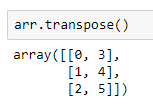 arr.transpose()
array([[0, 3],
       [1, 4],
       [2, 5]])